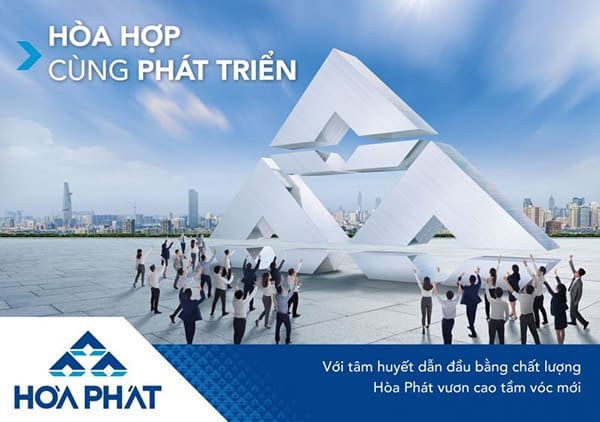 HÒA HỢP
CÙNG PHÁT TRIỂN
Với tâm huyết dẫn đầu bằng chất lượng
Hòa Phát vươn cao tầm vóc mới
HÒA PHÁT